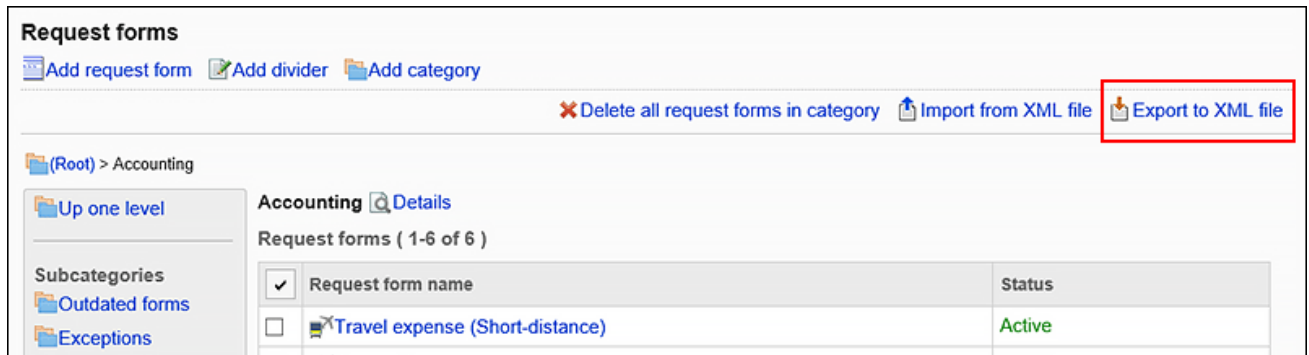 Request forms
Add request form Add divider Add category
Delete all request forms in category Import from XML file Export to XML file
(Root) > Accounting
Up one level
Subcategories
Outdated forms
Exceptions
Accounting Details
Request forms ( 1-6 of 6 )
Request form name Status
Travel expense (Short-distance) Active